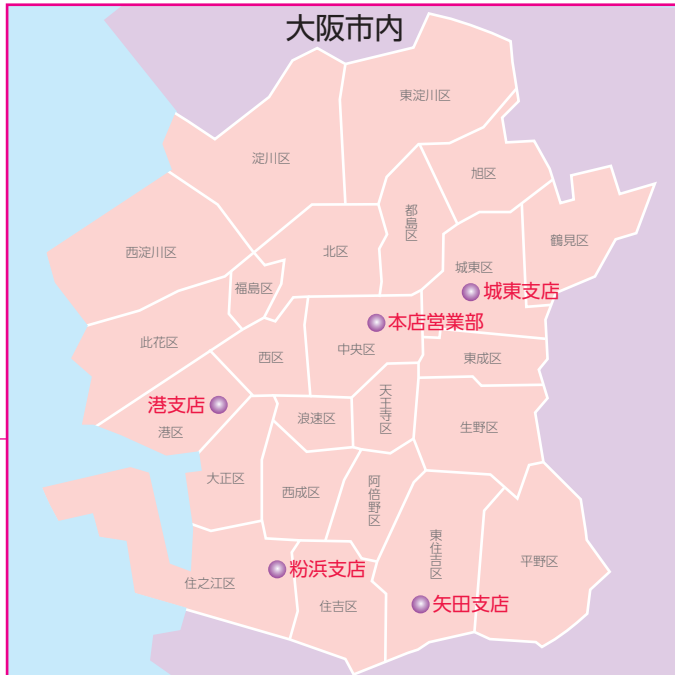 大阪市内
東淀川区
淀川区
旭区
都島区
鶴見区
西淀川区
北区
城東区
福島区
城東支店
本店営業部
此花区
西区
中央区
東成区
港支店
天王寺区
浪速区
港区
生野区
大正区
西成区
阿倍野区
東住吉区
平野区
粉浜支店
住之江区
住吉区
矢田支店